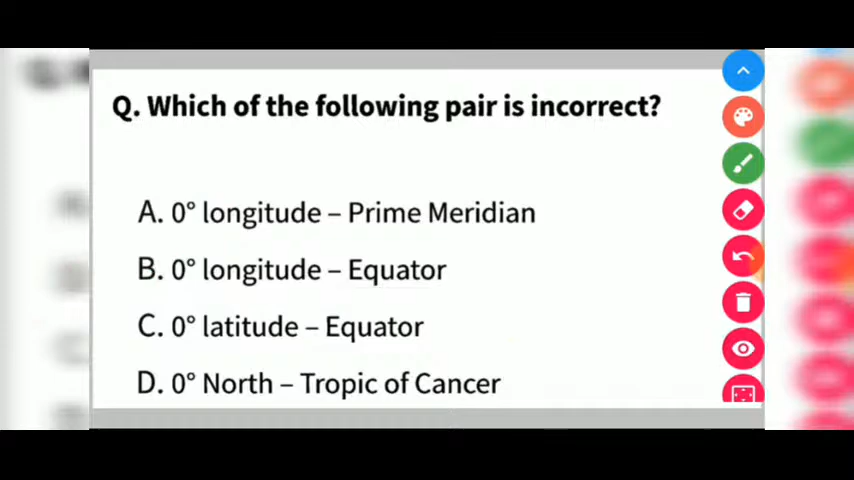 Q. Which of the following pair is incorrect?
A. 0° longitude – Prime Meridian
B. 0° longitude – Equator
C. 0° latitude – Equator
D. 0° North – Tropic of Cancer